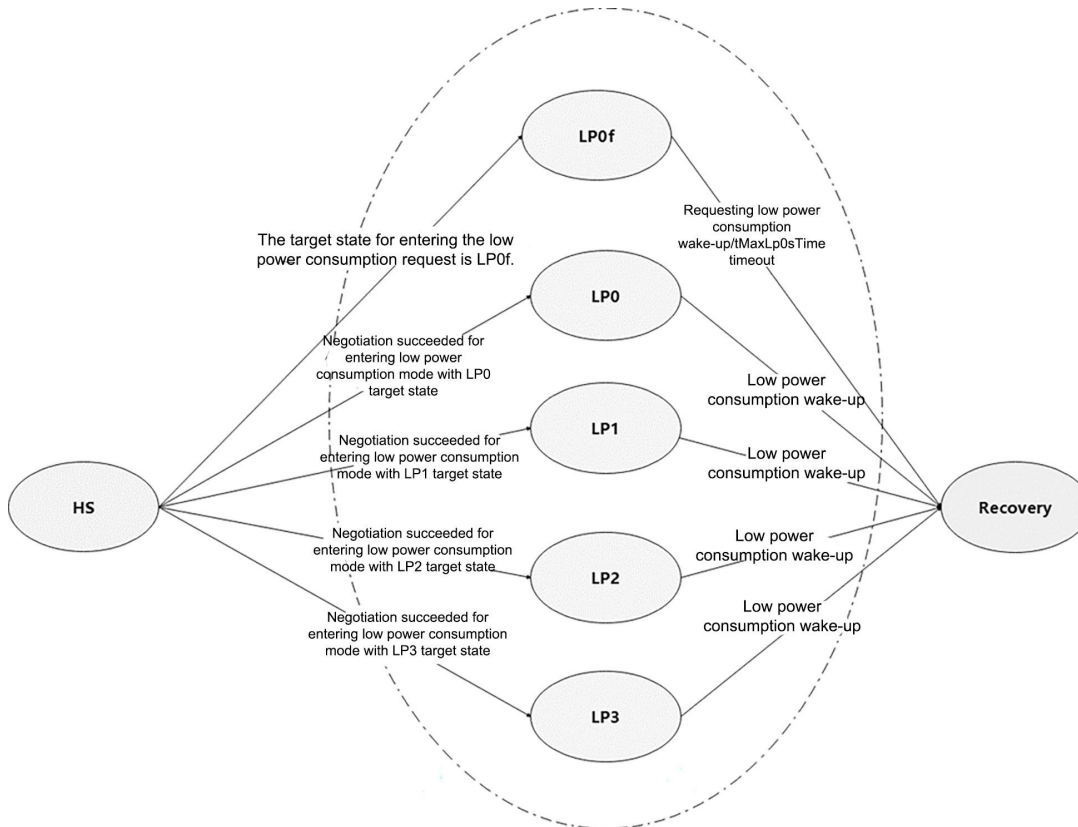 LP0f
Requesting low power
consumption
wake-up/tMaxLp0sTime
timeout
The target state for entering the low
power consumption request is LP0f.
LP0
Negotiation succeeded for
entering low power
consumption mode with LP0
target state
Low power
consumption wake-up
LP1
Negotiation succeeded for
entering low power consumption
mode with LP1 target state
Low power
consumption wake-up
HS
Recovery
Negotiation succeeded for
entering low power consumption
mode with LP2 target state
Low power
consumption wake-up
LP2
Negotiation succeeded for
entering low power consumption
mode with LP3 target state
Low power
consumption wake-up
LP3